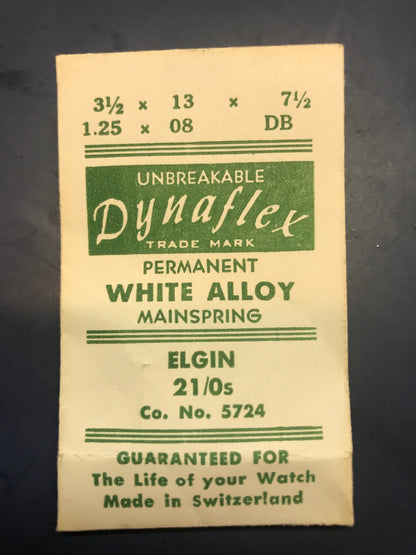 3½ x 13 x 7½
1.25 x 08 DB
UNBREAKABLE
Dynaflex
TRADE MARK
PERMANENT
WHITE ALLOY
MAINSPRING
ELGIN
21/0s
Co. No. 5724
GUARANTEED FOR
The Life of your Watch
Made in Switzerland